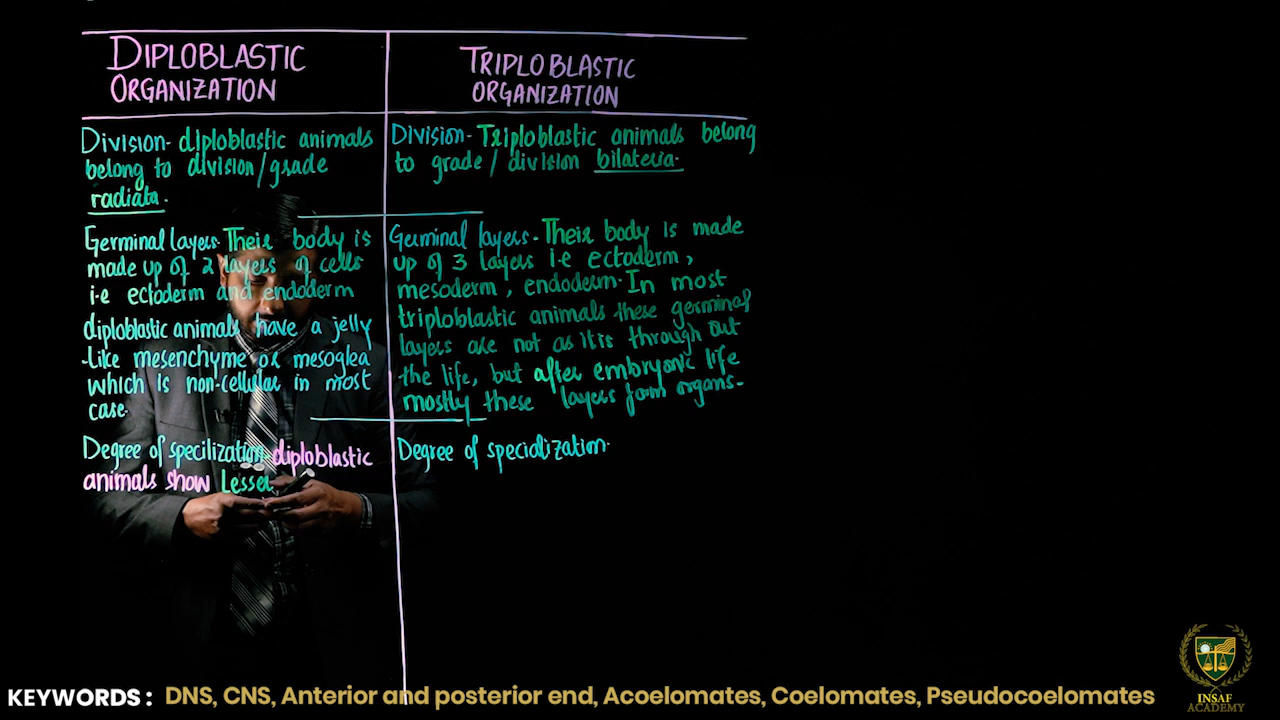 DIPLOBLASTIC
ORGANIZATION
Division- diploblastic animals
belong to division/grade
radiata.
Germinal layers- Their body is
made up of 2 layers of cells
i.e ectoderm and endoderm
diploblastic animals have a jelly
-like mesenchyme or mesoglea
which is non-cellular in most
case.
Degree of specilization- diploblastic
animals show Lesser
TRIPLOBLASTIC
ORGANIZATION
Division- Triploblastic animals belong
to grade / division bilateria.
Germinal layers- Their body is made
up of 3 layers i.e ectoderm,
mesoderm, endoderm. In most
triploblastic animals these germinal
layers are not as it is through out
the life, but after embryonic life
mostly these layers form organs.
Degree of specialization.
KEYWORDS : DNS, CNS, Anterior and posterior end, Acoelomates, Coelomates, Pseudocoelomates
INSAF
ACADEMY